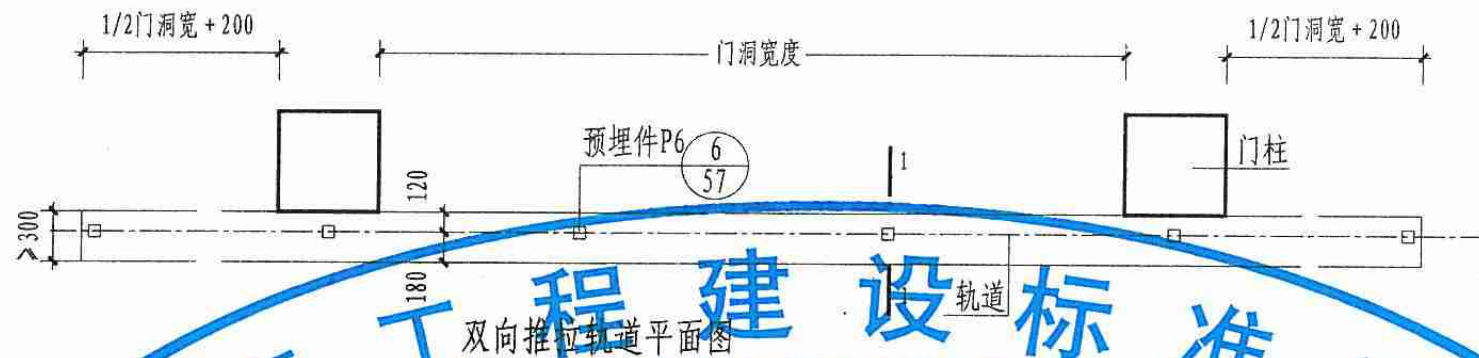 1/2门洞宽+200
门洞宽度
1/2门洞宽+200
预埋件P6
6
57
1
门柱
120
>300
180
1
轨道
双向推拉轨道平面图
工程建设标准